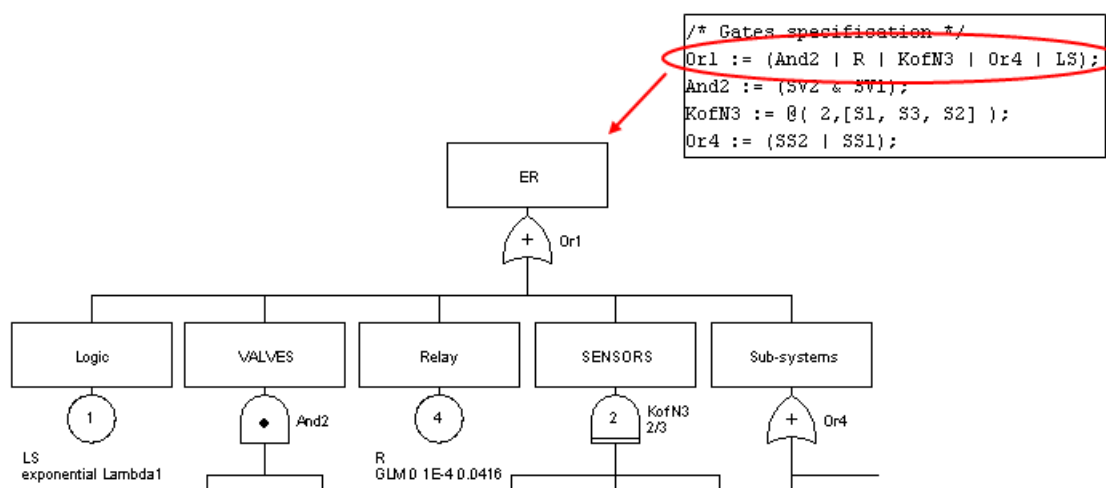 /* Gates specification */
Or1 := (And2 | R | KofN3 | Or4 | LS);
And2 := (SV2 & SV1);
KofN3 := @( 2,[S1, S3, S2] );
Or4 := (SS2 | SS1);
ER
+
Or1
Logic
VALVES
Relay
SENSORS
Sub-systems
1
And2
4
2
KofN3
2/3
+
Or4
LS
exponential Lambda1
R
GLM 0 1E-4 0.0416